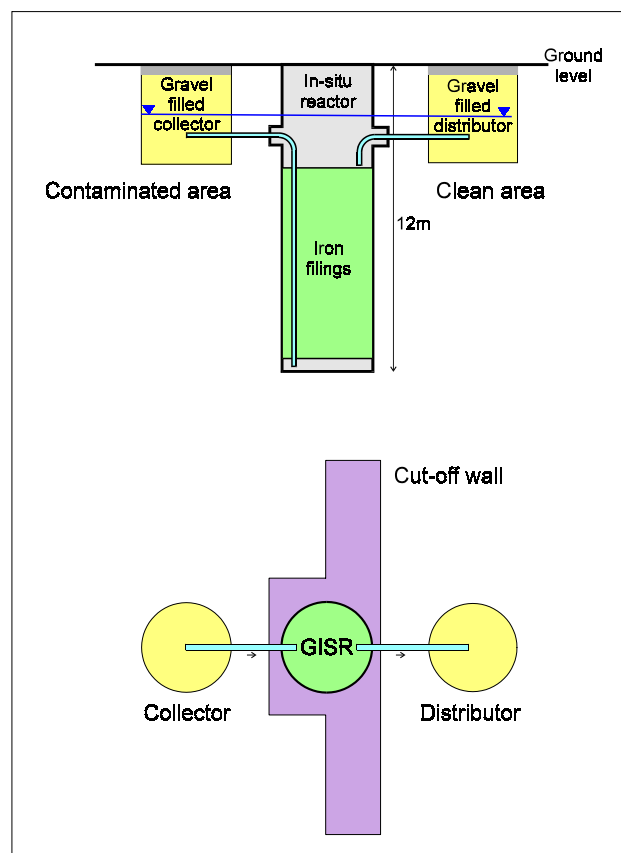 Ground
level
Gravel
filled
collector
In-situ
reactor
Gravel
filled
distributor
Contaminated area
Clean area
12m
Iron
filings
Cut-off wall
GISR
Collector
Distributor